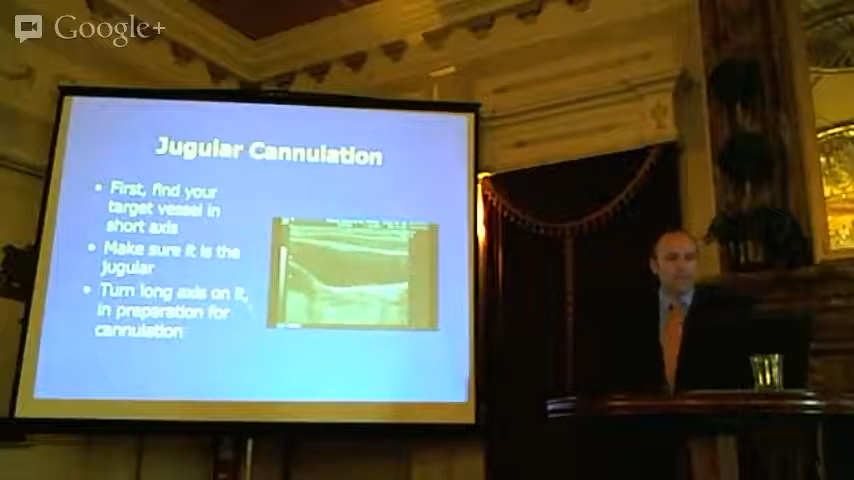 Google+
Jugular Cannulation
• First, find your
target vessel in
short axis
• Make sure it is the
jugular
• Turn long axis on it,
in preparation for
cannulation